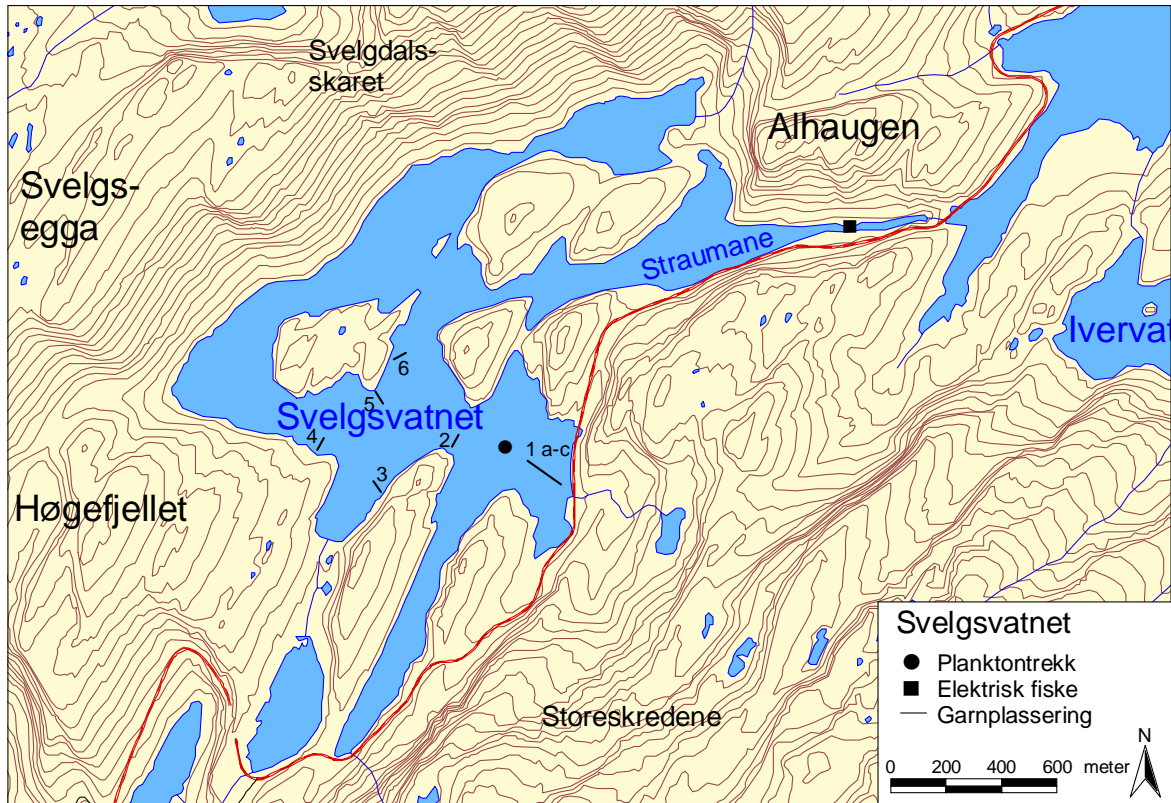 Svelgdals-
skaret
Alhaugen
Svelgs-
egga
Straumane
Ivervat
6
5
Svelgsvatnet
4
2
1 a-c
3
Høgefjellet
Storeskredene
Svelgsvatnet
Planktontrekk
Elektrisk fiske
Garnplassering
N
0 200 400 600 meter